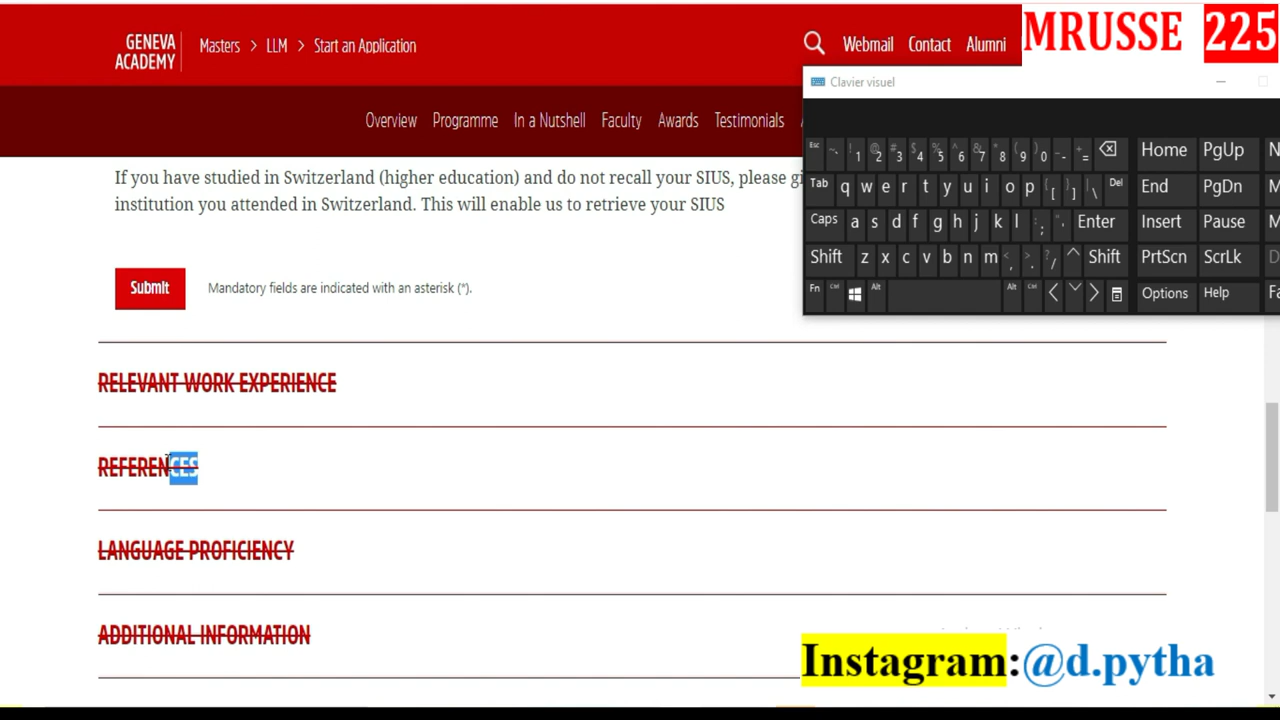 GENEVA
ACADEMY
Masters > LLM > Start an Application
Webmail Contact Alumni
MRUSSE 225
Clavier visuel
Overview Programme In a Nutshell Faculty Awards Testimonials
Esc ~ ` ! 1 @ 2 # 3 $ 4 % 5 ^ 6 & 7 * 8 ( 9 ) 0 _ - + = Home PgUp
Tab q w e r t y u i o p { [ } ] | \ Del End PgDn
Caps a s d f g h j k l : ; " ' Enter Insert Pause
Shift z x c v b n m < , > . ? / Shift PrtScn ScrLk
Fn Ctrl Alt Alt Ctrl Options Help
If you have studied in Switzerland (higher education) and do not recall your SIUS, please gi
institution you attended in Switzerland. This will enable us to retrieve your SIUS
Submit Mandatory fields are indicated with an asterisk (*).
RELEVANT WORK EXPERIENCE
REFERENCES
LANGUAGE PROFICIENCY
ADDITIONAL INFORMATION
Instagram:@d.pytha